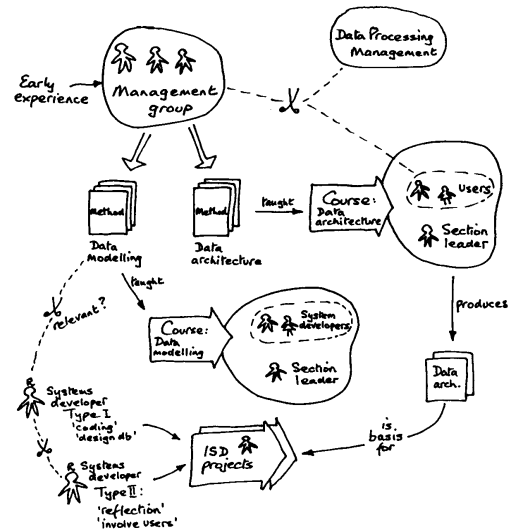 Data Processing
Management
Early
experience
Management
group
Method
Data
Modelling
Method
Data
architecture
taught
Course:
Data
architecture
Users
Section
leader
taught
relevant?
Course:
Data
modelling
System
developers
Section
leader
produces
Data
arch.
is
basis
for
Systems
developer
Type I
'coding'
'design db'
Systems
developer
Type II:
'reflection'
'involve users'
ISD
projects